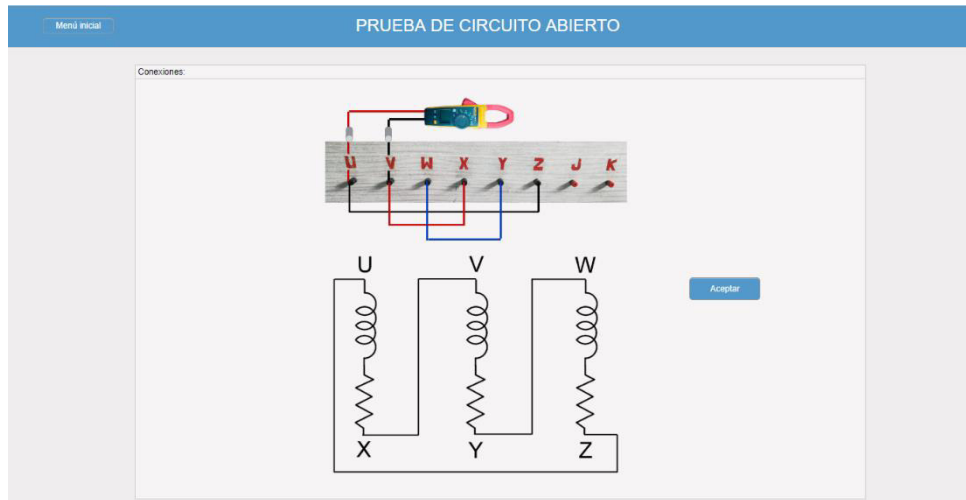 Menú inicial
PRUEBA DE CIRCUITO ABIERTO
Conexiones:
U V W X Y Z J K
U V W
Aceptar
X Y Z